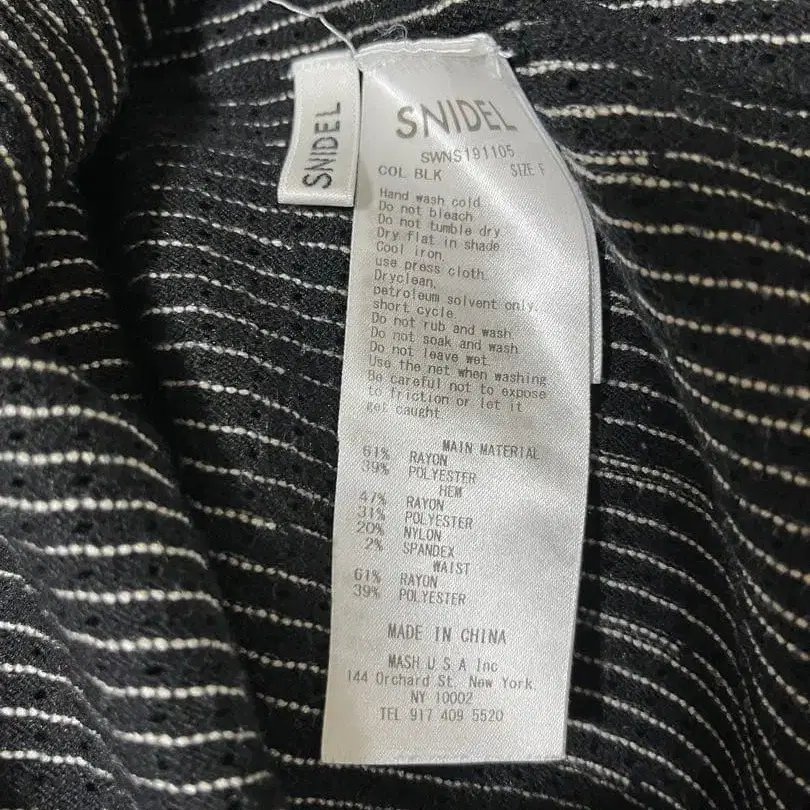 SNIDEL
SNIDEL
SWNS191105
COL BLK SIZE F
Hand wash cold
Do not bleach
Do not tumble dry
Dry flat in shade
Cool iron,
use press cloth.
Dryclean,
petroleum solvent only.
short cycle
Do not rub and wash
Do not soak and wash
Do not leave wet
Use the net when washing
Be careful not to expose
to friction or let it
get caught
MAIN MATERIAL
61% RAYON
39% POLYESTER
HEM
47% RAYON
31% POLYESTER
20% NYLON
2% SPANDEX
WAIST
61% RAYON
39% POLYESTER
MADE IN CHINA
MASH U S A Inc
144 Orchard St. New York,
NY 10002
TEL 917 409 5520